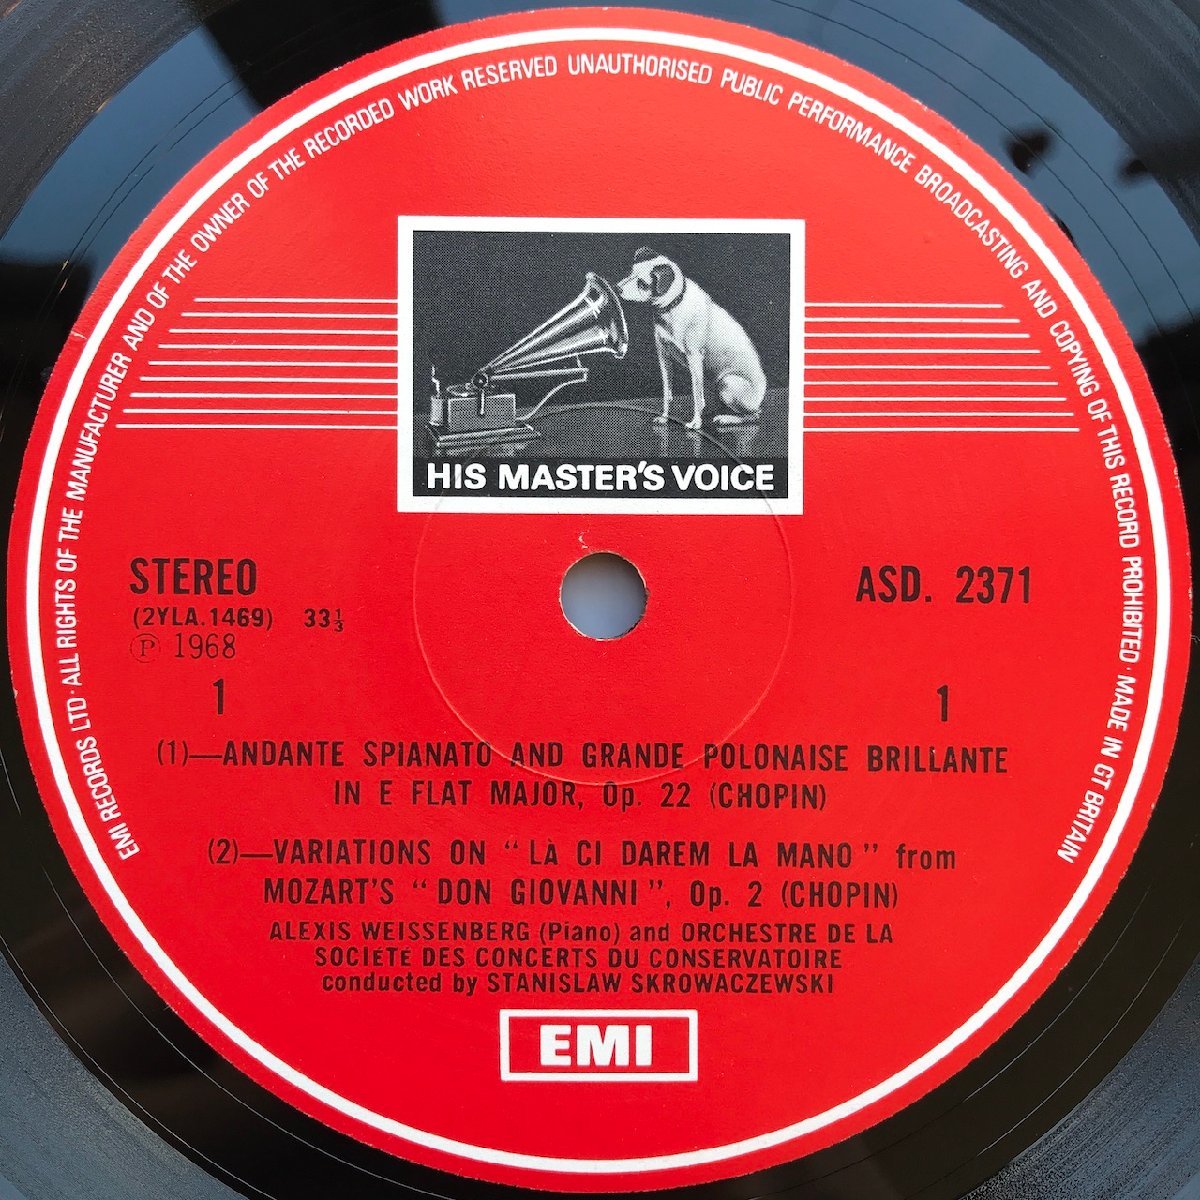 EMI RECORDS LTD · ALL RIGHTS OF THE MANUFACTURER AND OF THE OWNER OF THE RECORDED WORK RESERVED UNAUTHORISED PUBLIC PERFORMANCE BROADCASTING AND COPYING OF THIS RECORD PROHIBITED · MADE IN GT BRITAIN
HIS MASTER'S VOICE
STEREO
ASD. 2371
(2YLA.1469) 33⅓
Ⓟ 1968
1 1
(1)—ANDANTE SPIANATO AND GRANDE POLONAISE BRILLANTE
IN E FLAT MAJOR, Op. 22 (CHOPIN)
(2)—VARIATIONS ON “LÀ CI DAREM LA MANO” from
MOZART'S “DON GIOVANNI”, Op. 2 (CHOPIN)
ALEXIS WEISSENBERG (Piano) and ORCHESTRE DE LA
SOCIÉTÉ DES CONCERTS DU CONSERVATOIRE
conducted by STANISLAW SKROWACZEWSKI
EMI